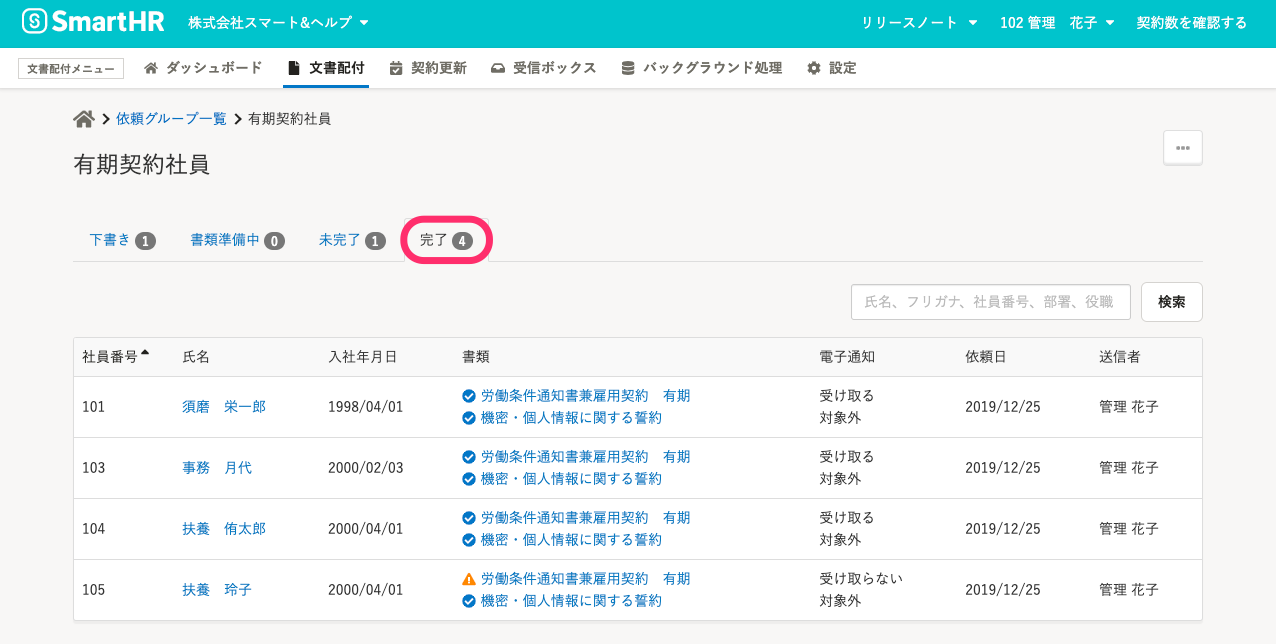 SmartHR 株式会社スマート&ヘルプ リリースノート 102 管理　花子 契約数を確認する
文書配付メニュー ダッシュボード 文書配付 契約更新 受信ボックス バックグラウンド処理 設定
依頼グループ一覧 有期契約社員
有期契約社員
下書き 1 書類準備中 0 未完了 1 完了 4
氏名、フリガナ、社員番号、部署、役職 検索
社員番号 氏名 入社年月日 書類 電子通知 依頼日 送信者
101 須磨　栄一郎 1998/04/01 労働条件通知書兼雇用契約　有期 受け取る 2019/12/25 管理 花子
機密・個人情報に関する誓約 対象外
103 事務　月代 2000/02/03 労働条件通知書兼雇用契約　有期 受け取る 2019/12/25 管理 花子
機密・個人情報に関する誓約 対象外
104 扶養　侑太郎 2000/04/01 労働条件通知書兼雇用契約　有期 受け取る 2019/12/25 管理 花子
機密・個人情報に関する誓約 対象外
105 扶養　玲子 2000/04/01 労働条件通知書兼雇用契約　有期 受け取らない 2019/12/25 管理 花子
機密・個人情報に関する誓約 対象外